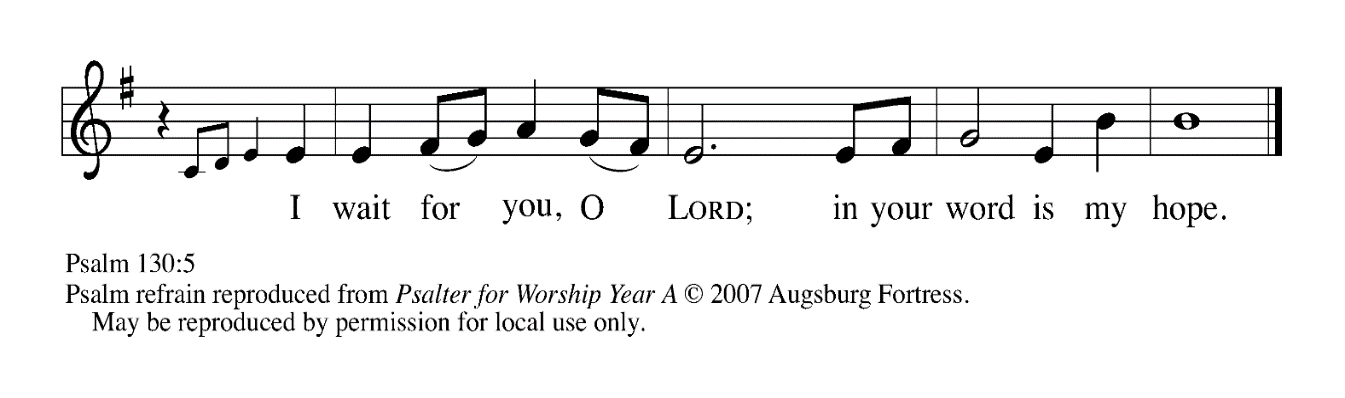 I wait for you, O LORD; in your word is my hope.
Psalm 130:5
Psalm refrain reproduced from Psalter for Worship Year A © 2007 Augsburg Fortress.
May be reproduced by permission for local use only.